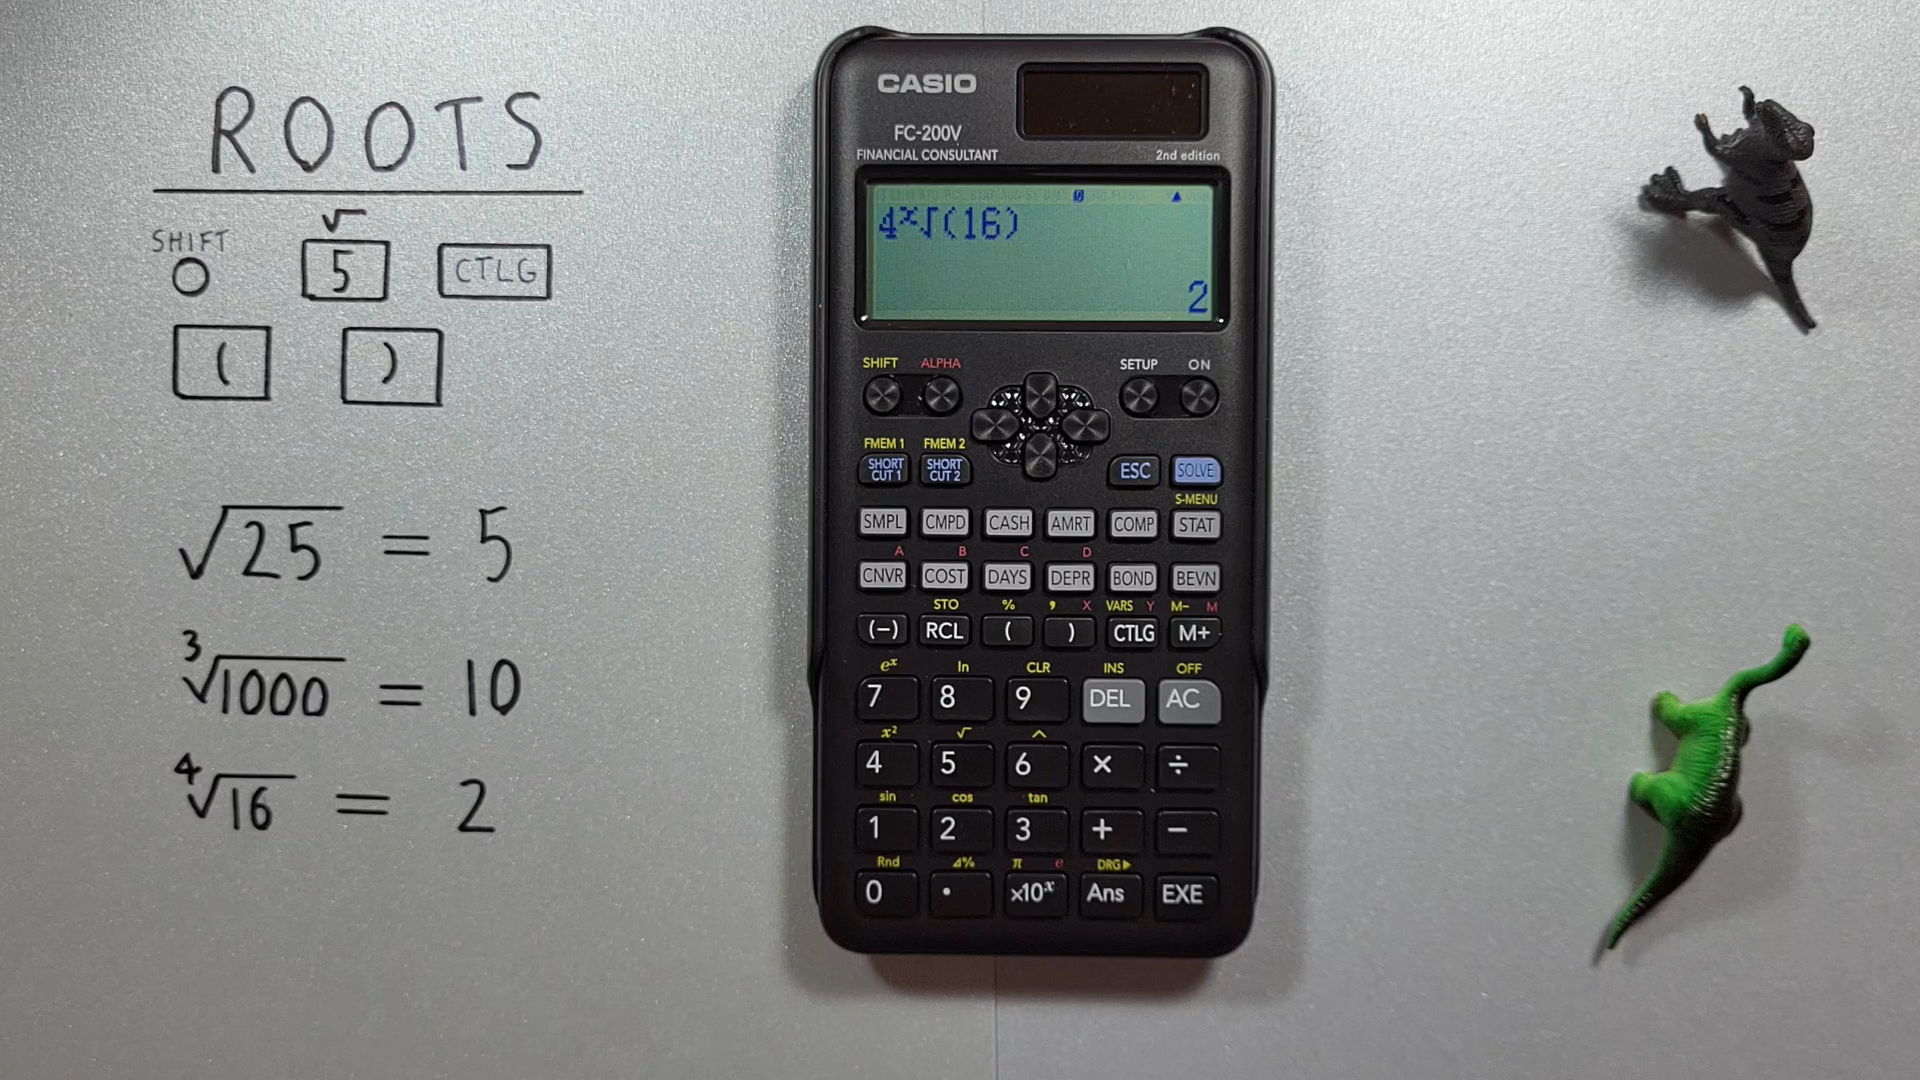 ROOTS
SHIFT √ 5 CTLG
( )
√25 = 5
³√1000 = 10
⁴√16 = 2
CASIO
FC-200V
FINANCIAL CONSULTANT 2nd edition
4ˣ√(16)
2
SHIFT ALPHA SETUP ON
FMEM 1 FMEM 2
SHORT CUT 1 SHORT CUT 2 ESC SOLVE
S-MENU
SMPL CMPD CASH AMRT COMP STAT
A B C D
CNVR COST DAYS DEPR BOND BEVN
STO % , X VARS Y M- M
(-) RCL ( ) CTLG M+
eˣ ln CLR INS OFF
7 8 9 DEL AC
x² √ ^
4 5 6 × ÷
sin cos tan
1 2 3 + −
Rnd ⊿% π e DRG▶
0 • ×10ˣ Ans EXE